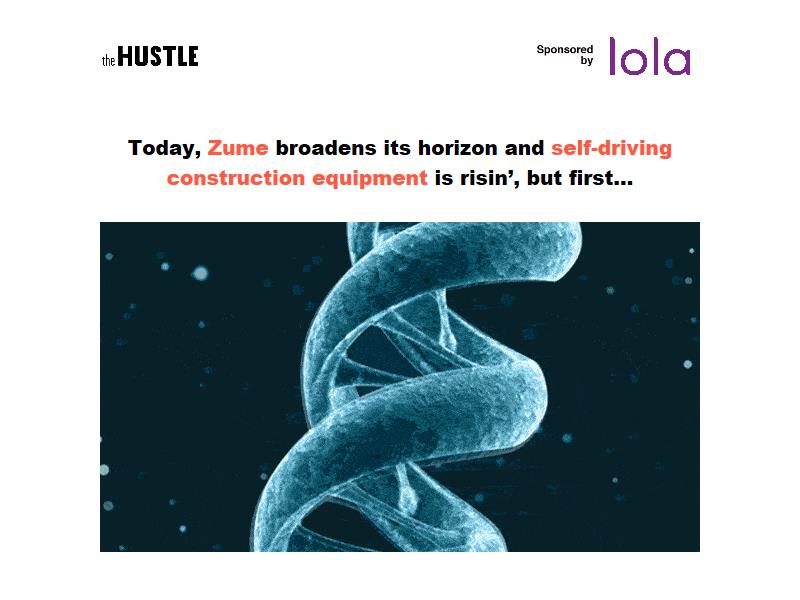 the HUSTLE
Sponsored
by
lola
Today, Zume broadens its horizon and self-driving
construction equipment is risin’, but first...